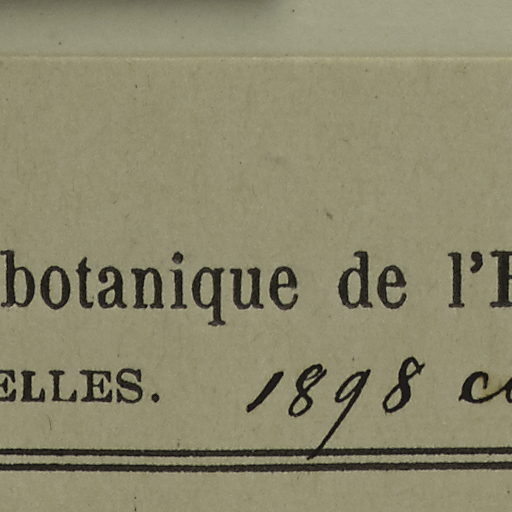 botanique de l'
ELLES. 1898